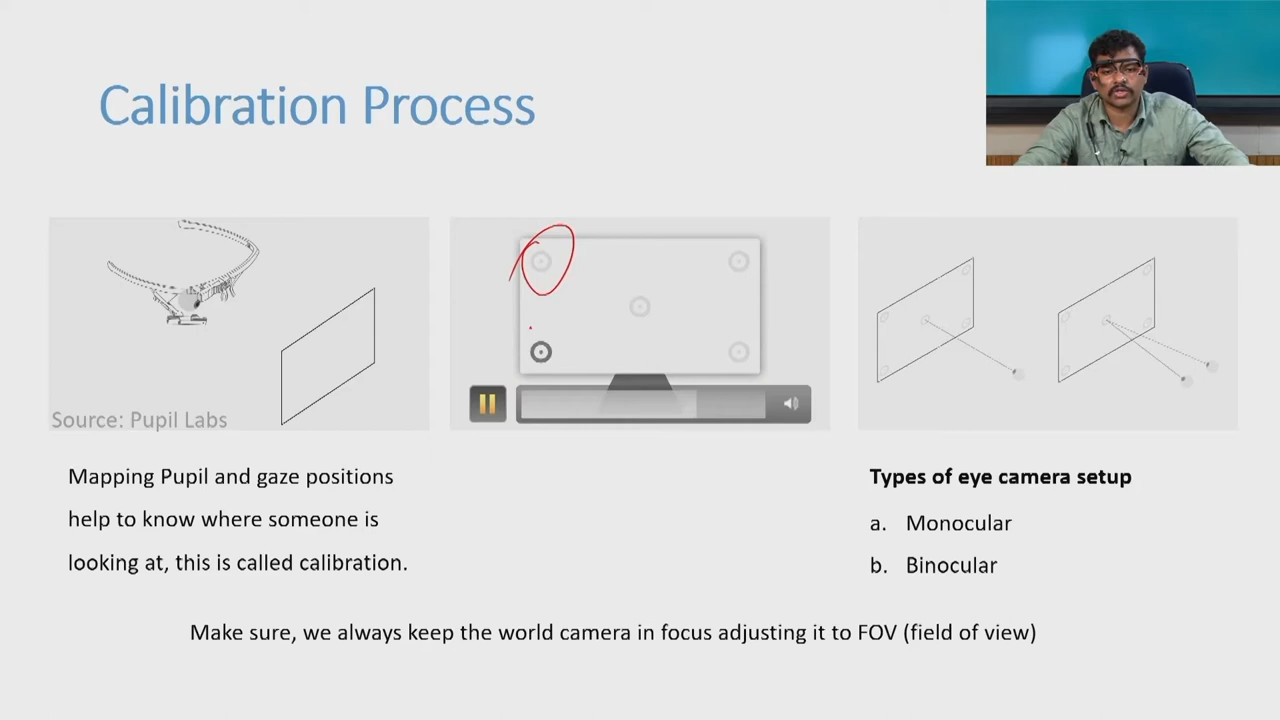 Calibration Process
Source: Pupil Labs
Mapping Pupil and gaze positions
help to know where someone is
looking at, this is called calibration.
Types of eye camera setup
a. Monocular
b. Binocular
Make sure, we always keep the world camera in focus adjusting it to FOV (field of view)